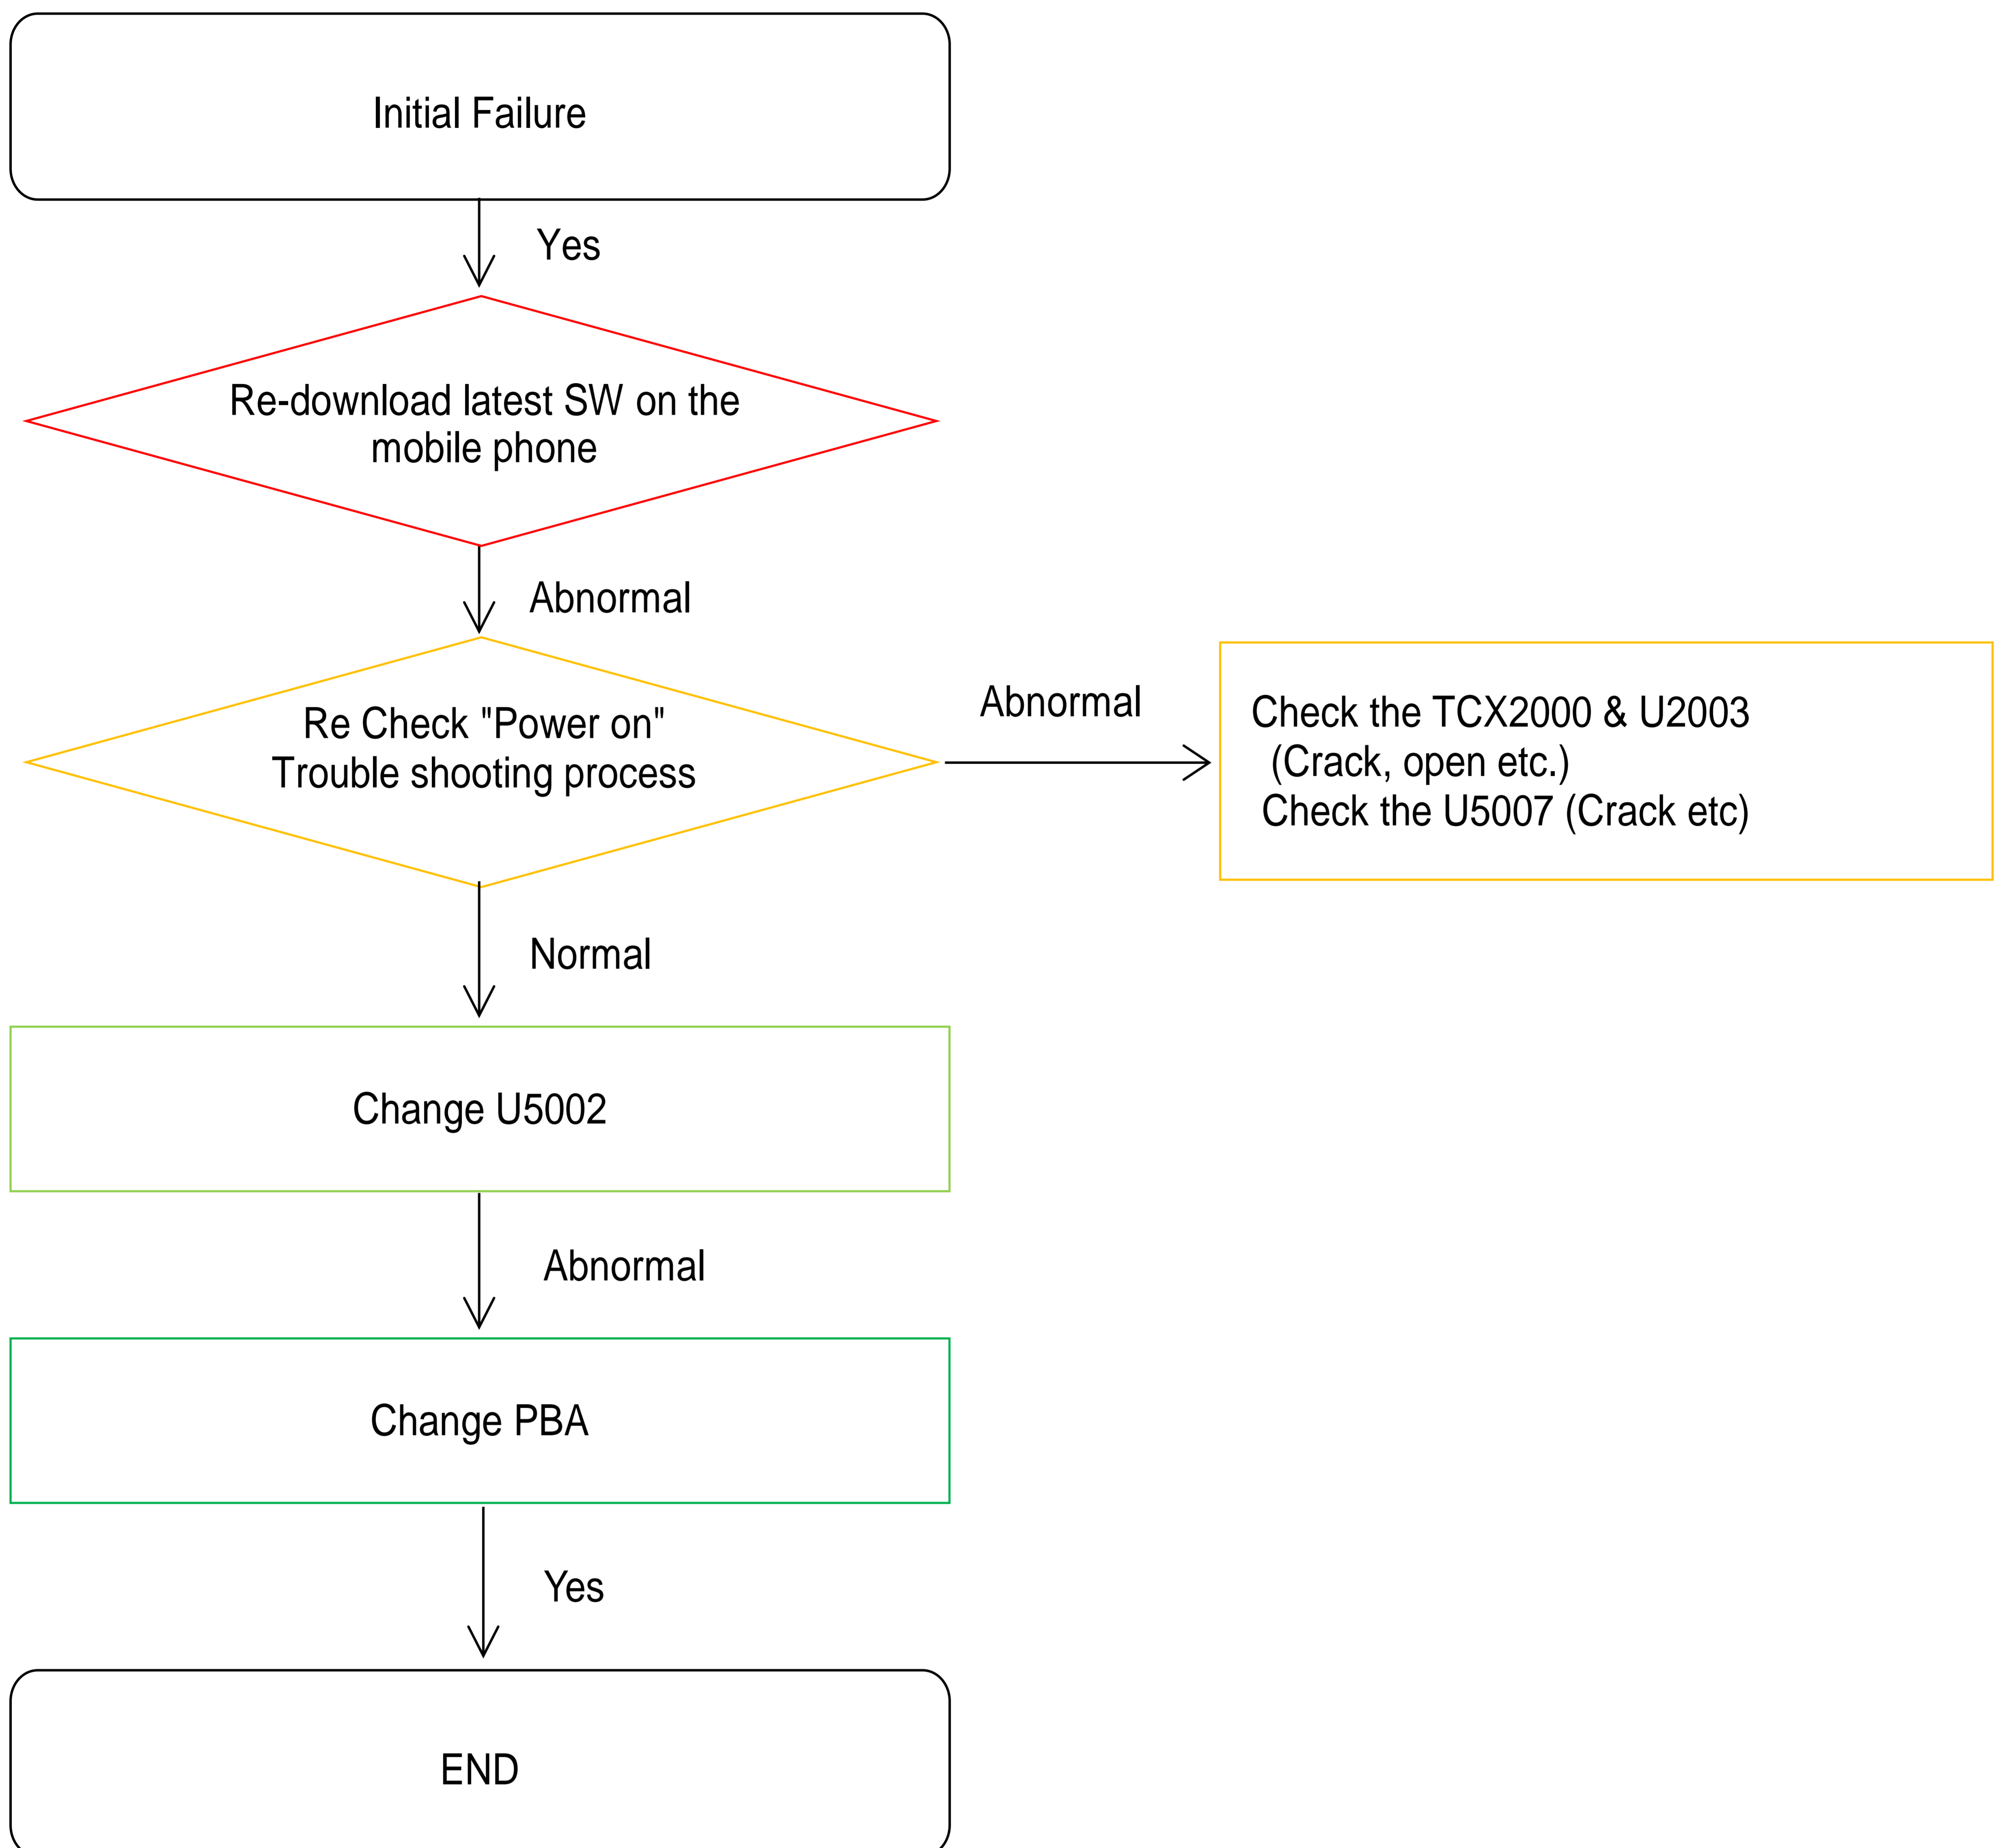 Initial Failure
Yes
Re-download latest SW on the
mobile phone
Abnormal
Re Check "Power on"
Trouble shooting process
Abnormal
Check the TCX2000 & U2003
(Crack, open etc.)
Check the U5007 (Crack etc)
Normal
Change U5002
Abnormal
Change PBA
Yes
END